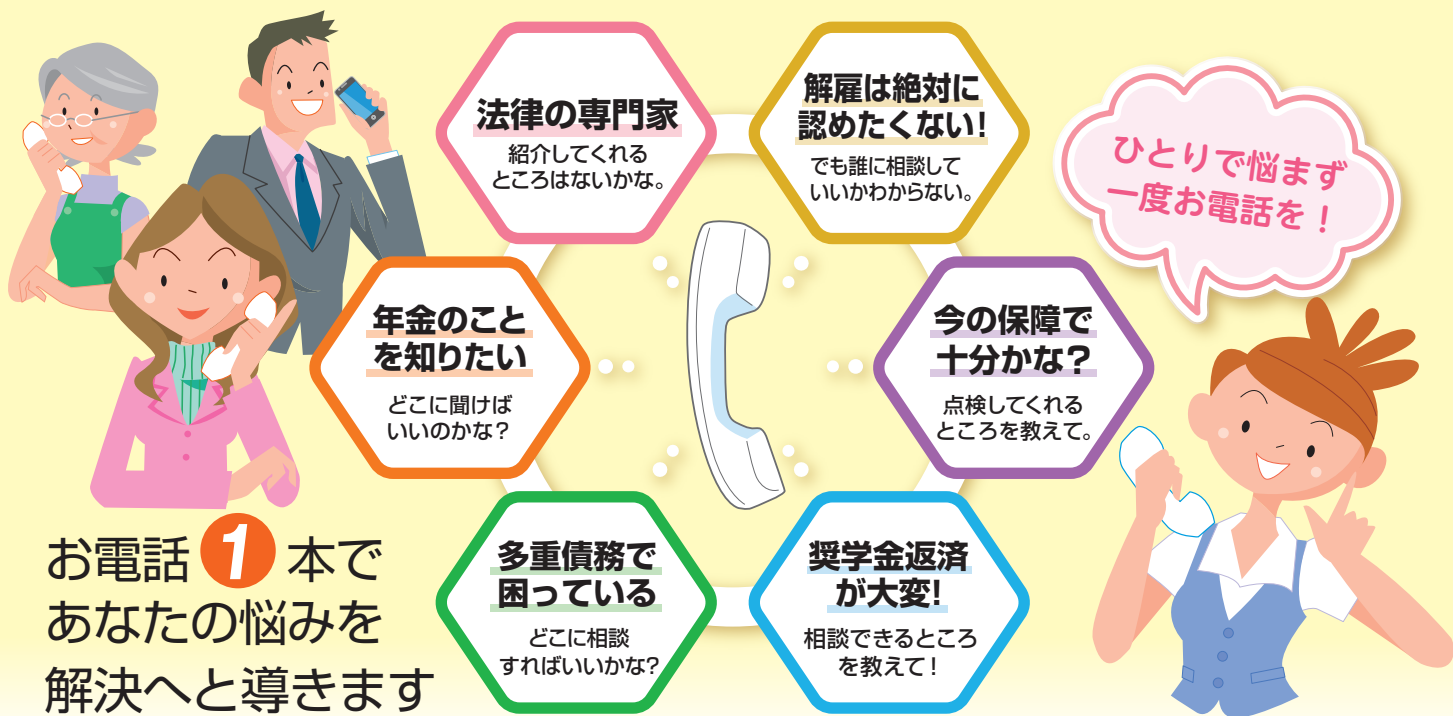 法律の専門家
紹介してくれる
ところはないかな。
解雇は絶対に
認めたくない!
でも誰に相談して
いいかわからない。
ひとりで悩まず
一度お電話を！
年金のこと
を知りたい
どこに聞けば
いいのかな？
今の保障で
十分かな？
点検してくれる
ところを教えて。
多重債務で
困っている
どこに相談
すればいいかな？
奨学金返済
が大変!
相談できるところ
を教えて！
お電話1本で
あなたの悩みを
解決へと導きます